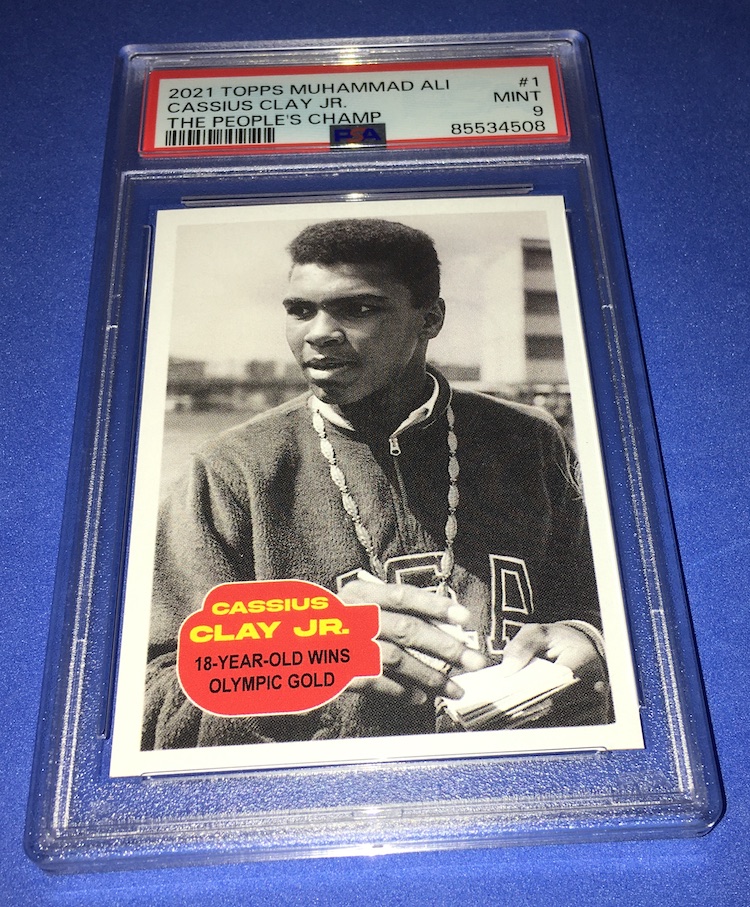 2021 TOPPS MUHAMMAD ALI #1
CASSIUS CLAY JR. MINT
THE PEOPLE'S CHAMP 9
PSA 85534508
CASSIUS
CLAY JR.
18-YEAR-OLD WINS
OLYMPIC GOLD